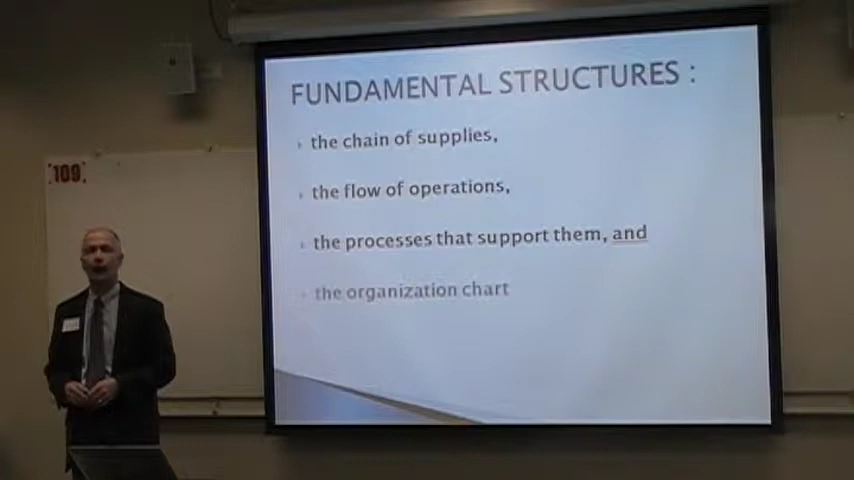 FUNDAMENTAL STRUCTURES :
the chain of supplies,
the flow of operations,
109
the processes that support them, and
the organization chart